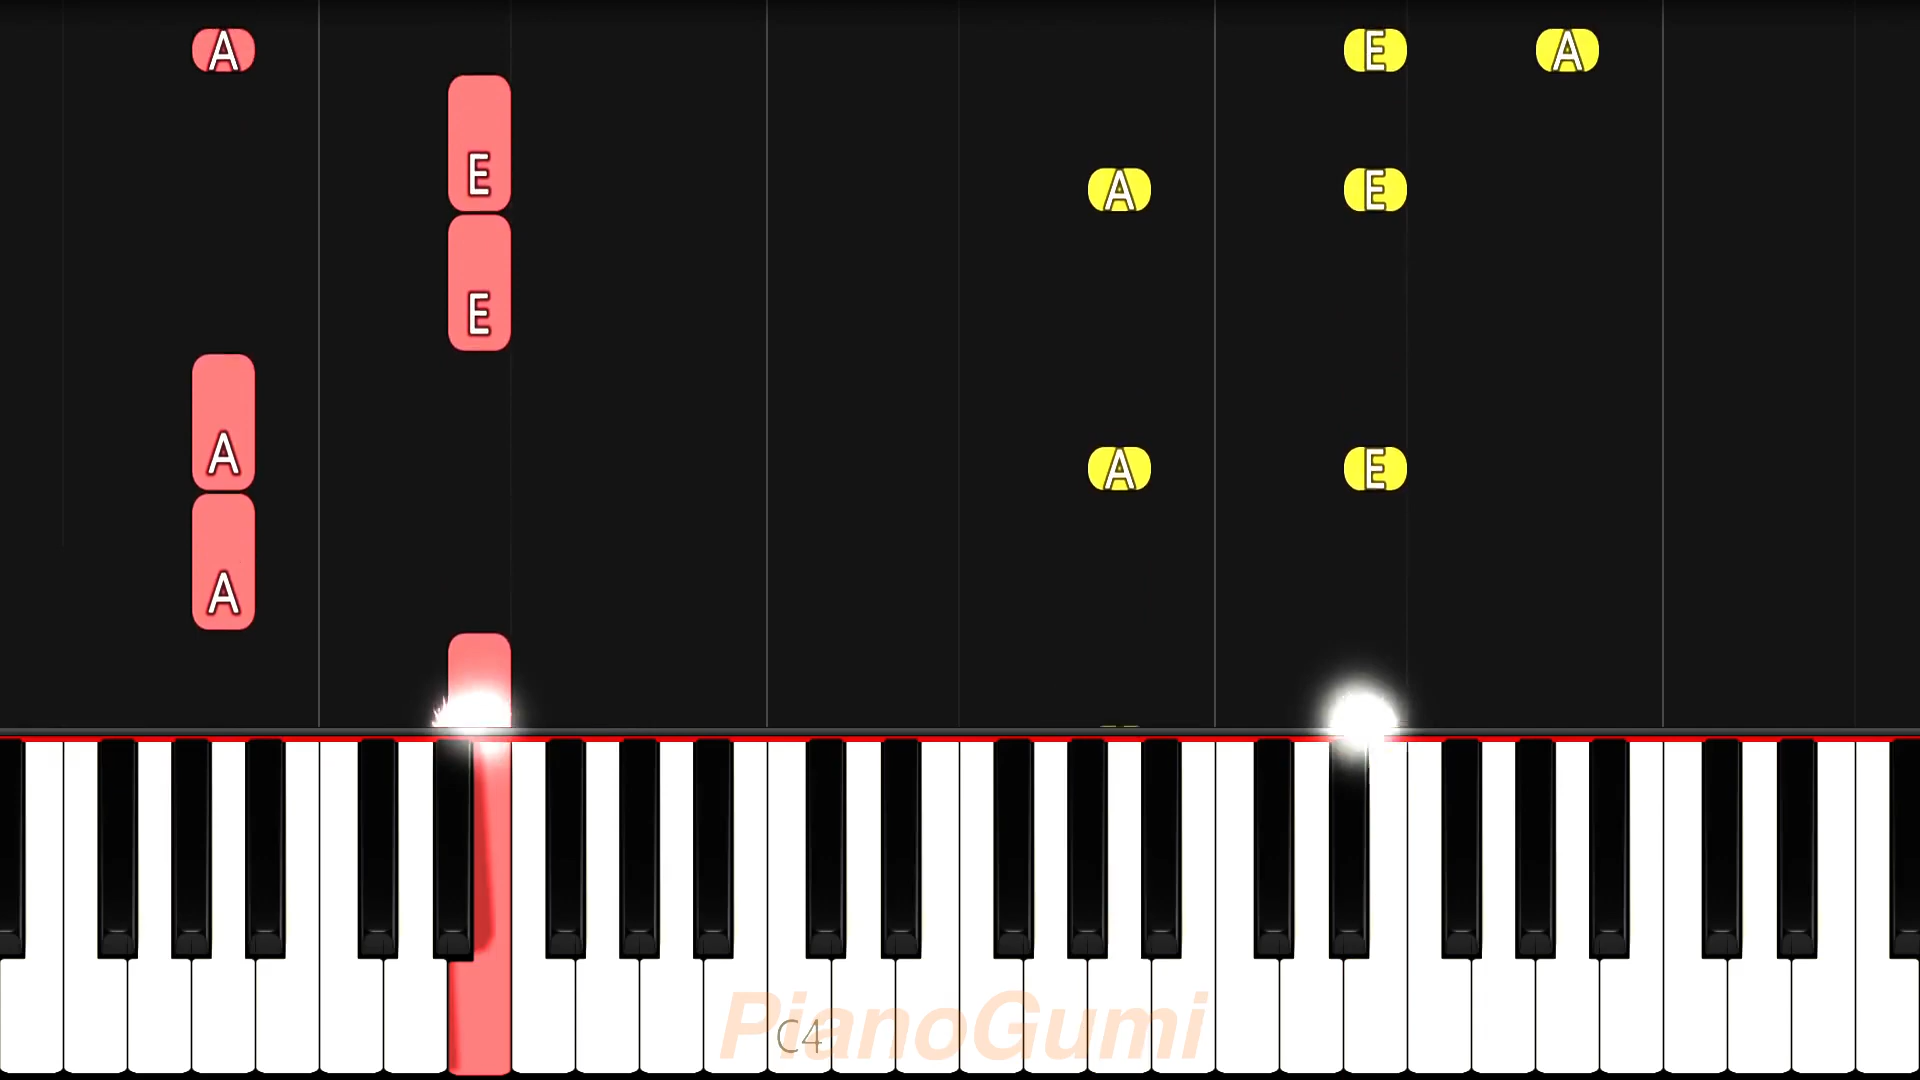 A E A
E A E
E
A A E
A
PianoGumi
C4